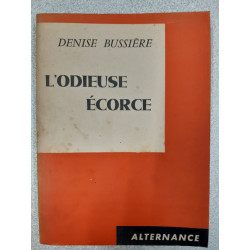 DENISE BUSSIÈRE
L'ODIEUSE
ÉCORCE
ALTERNANCE